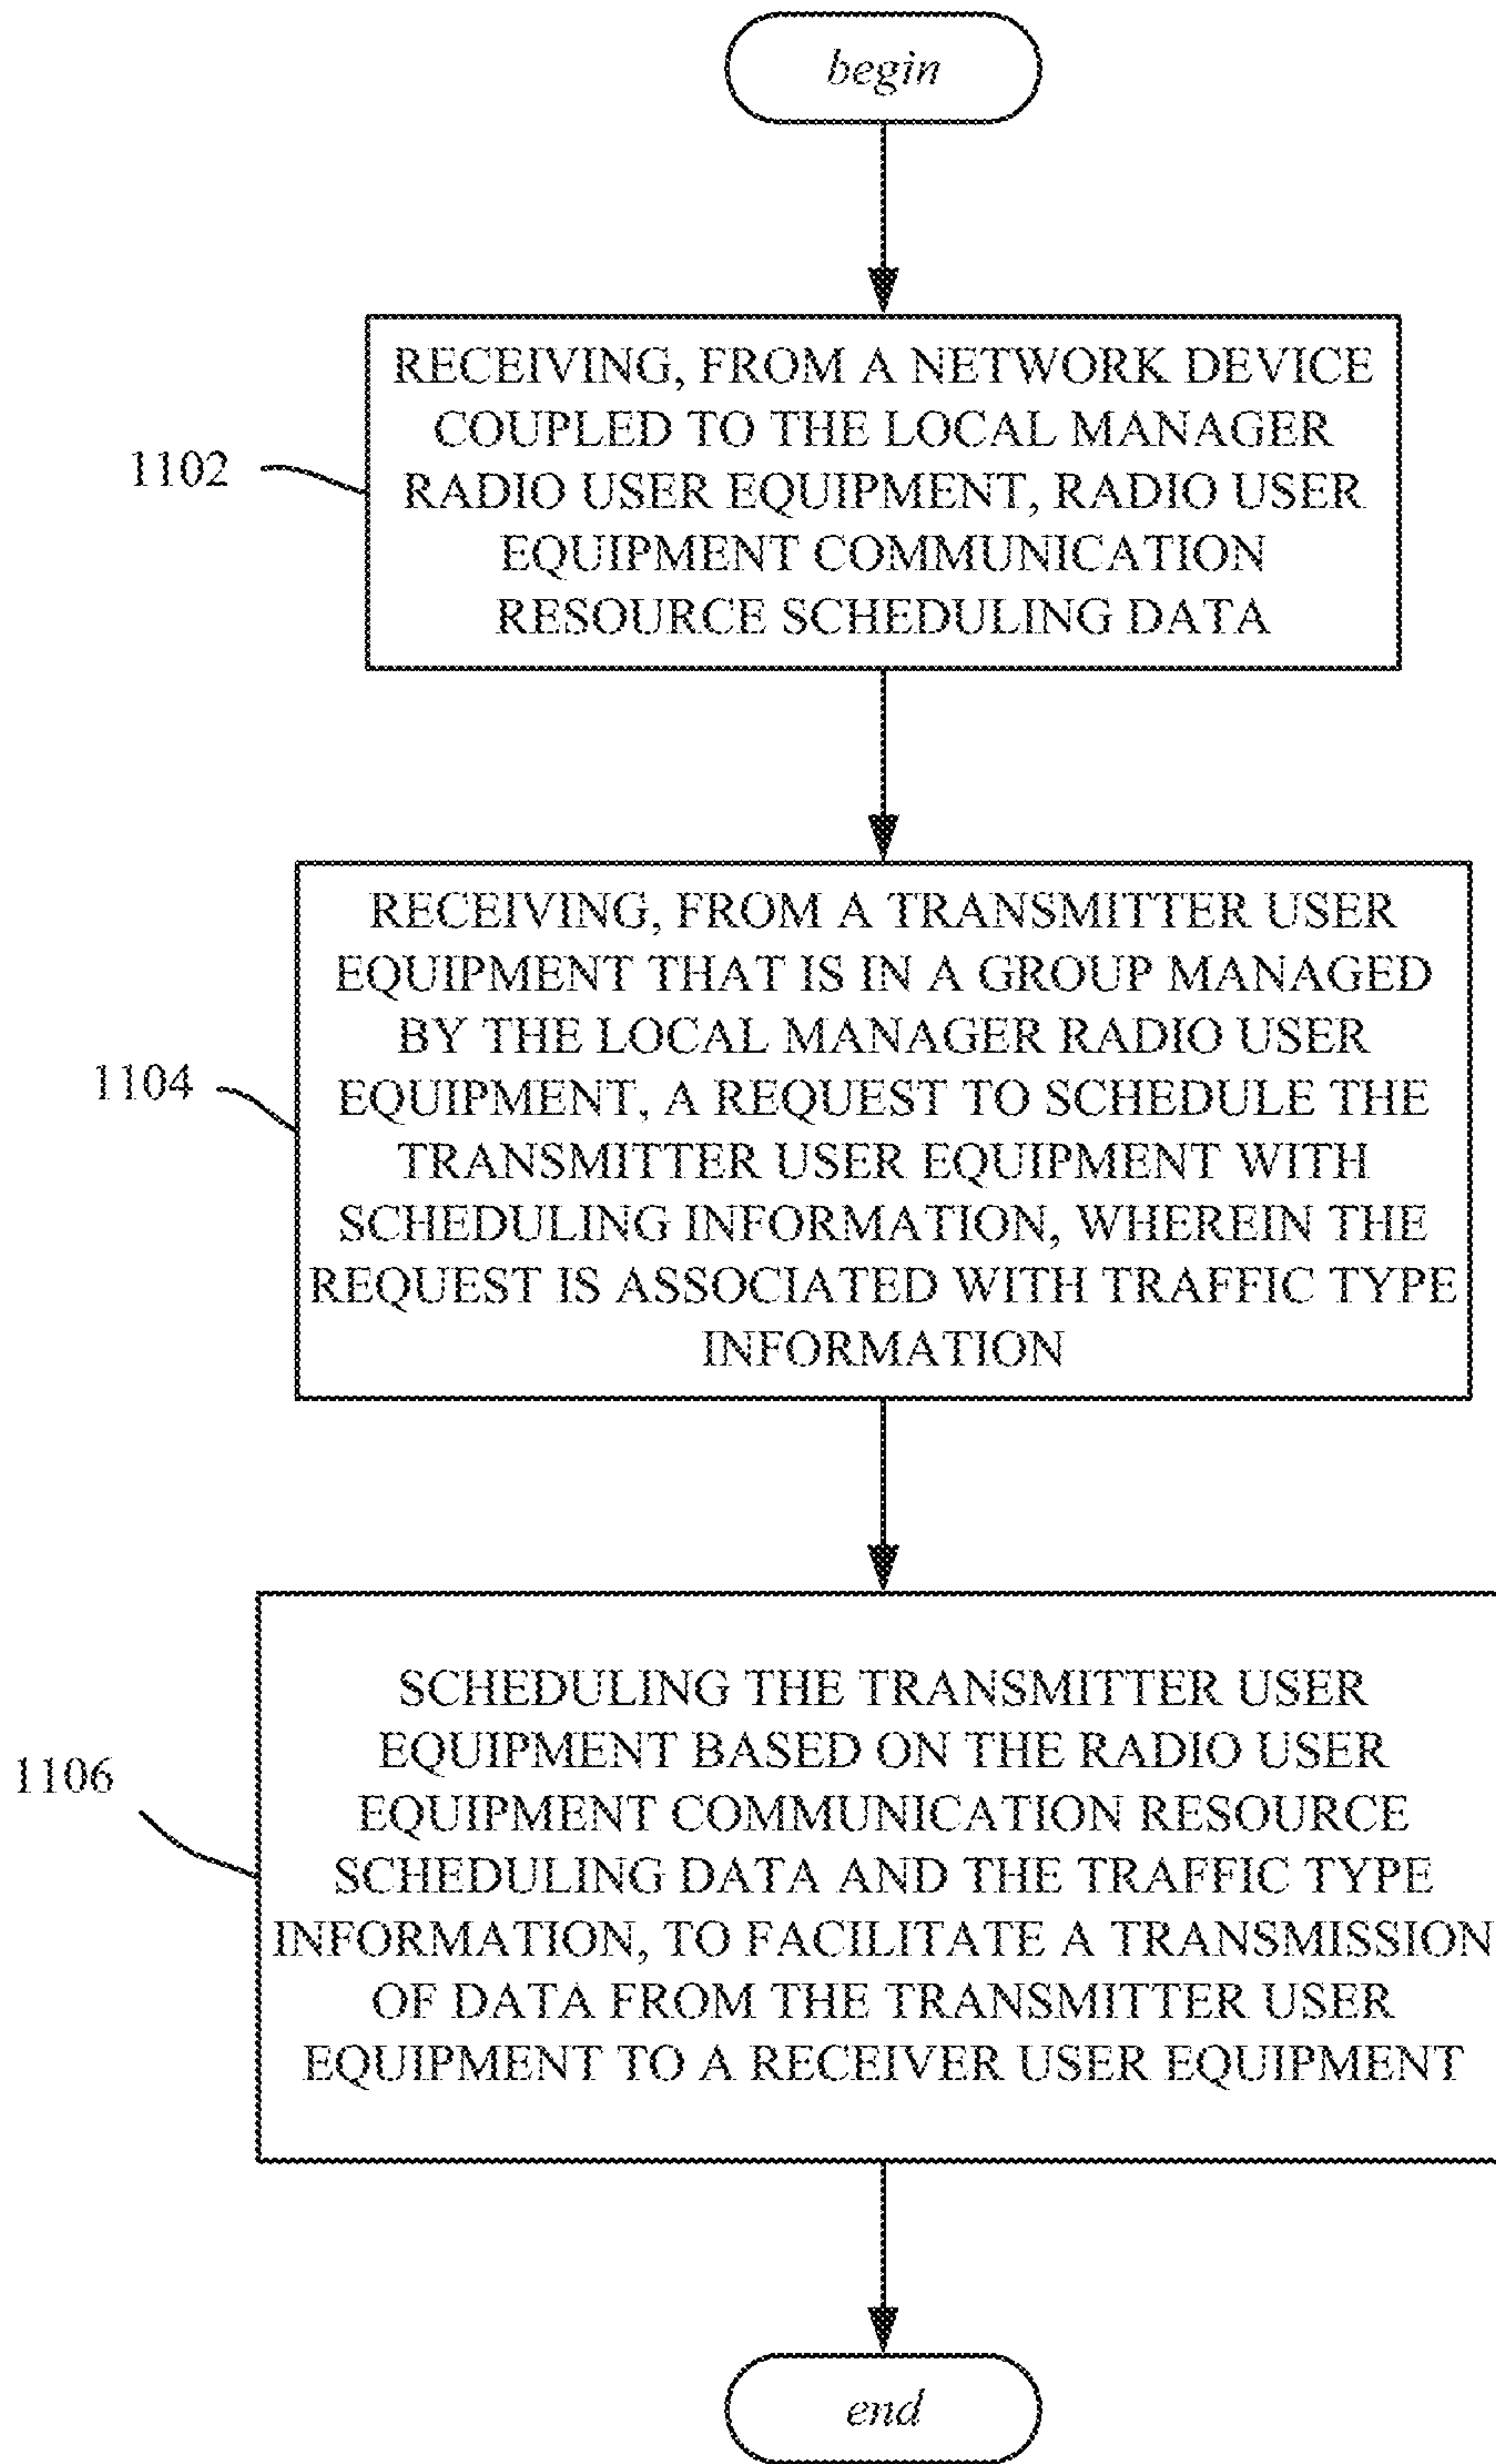 begin
RECEIVING, FROM A NETWORK DEVICE
COUPLED TO THE LOCAL MANAGER
RADIO USER EQUIPMENT, RADIO USER
EQUIPMENT COMMUNICATION
RESOURCE SCHEDULING DATA
1102
RECEIVING, FROM A TRANSMITTER USER
EQUIPMENT THAT IS IN A GROUP MANAGED
BY THE LOCAL MANAGER RADIO USER
EQUIPMENT, A REQUEST TO SCHEDULE THE
TRANSMITTER USER EQUIPMENT WITH
SCHEDULING INFORMATION, WHEREIN THE
REQUEST IS ASSOCIATED WITH TRAFFIC TYPE
INFORMATION
1104
SCHEDULING THE TRANSMITTER USER
EQUIPMENT BASED ON THE RADIO USER
EQUIPMENT COMMUNICATION RESOURCE
SCHEDULING DATA AND THE TRAFFIC TYPE
INFORMATION, TO FACILITATE A TRANSMISSION
OF DATA FROM THE TRANSMITTER USER
EQUIPMENT TO A RECEIVER USER EQUIPMENT
1106
end